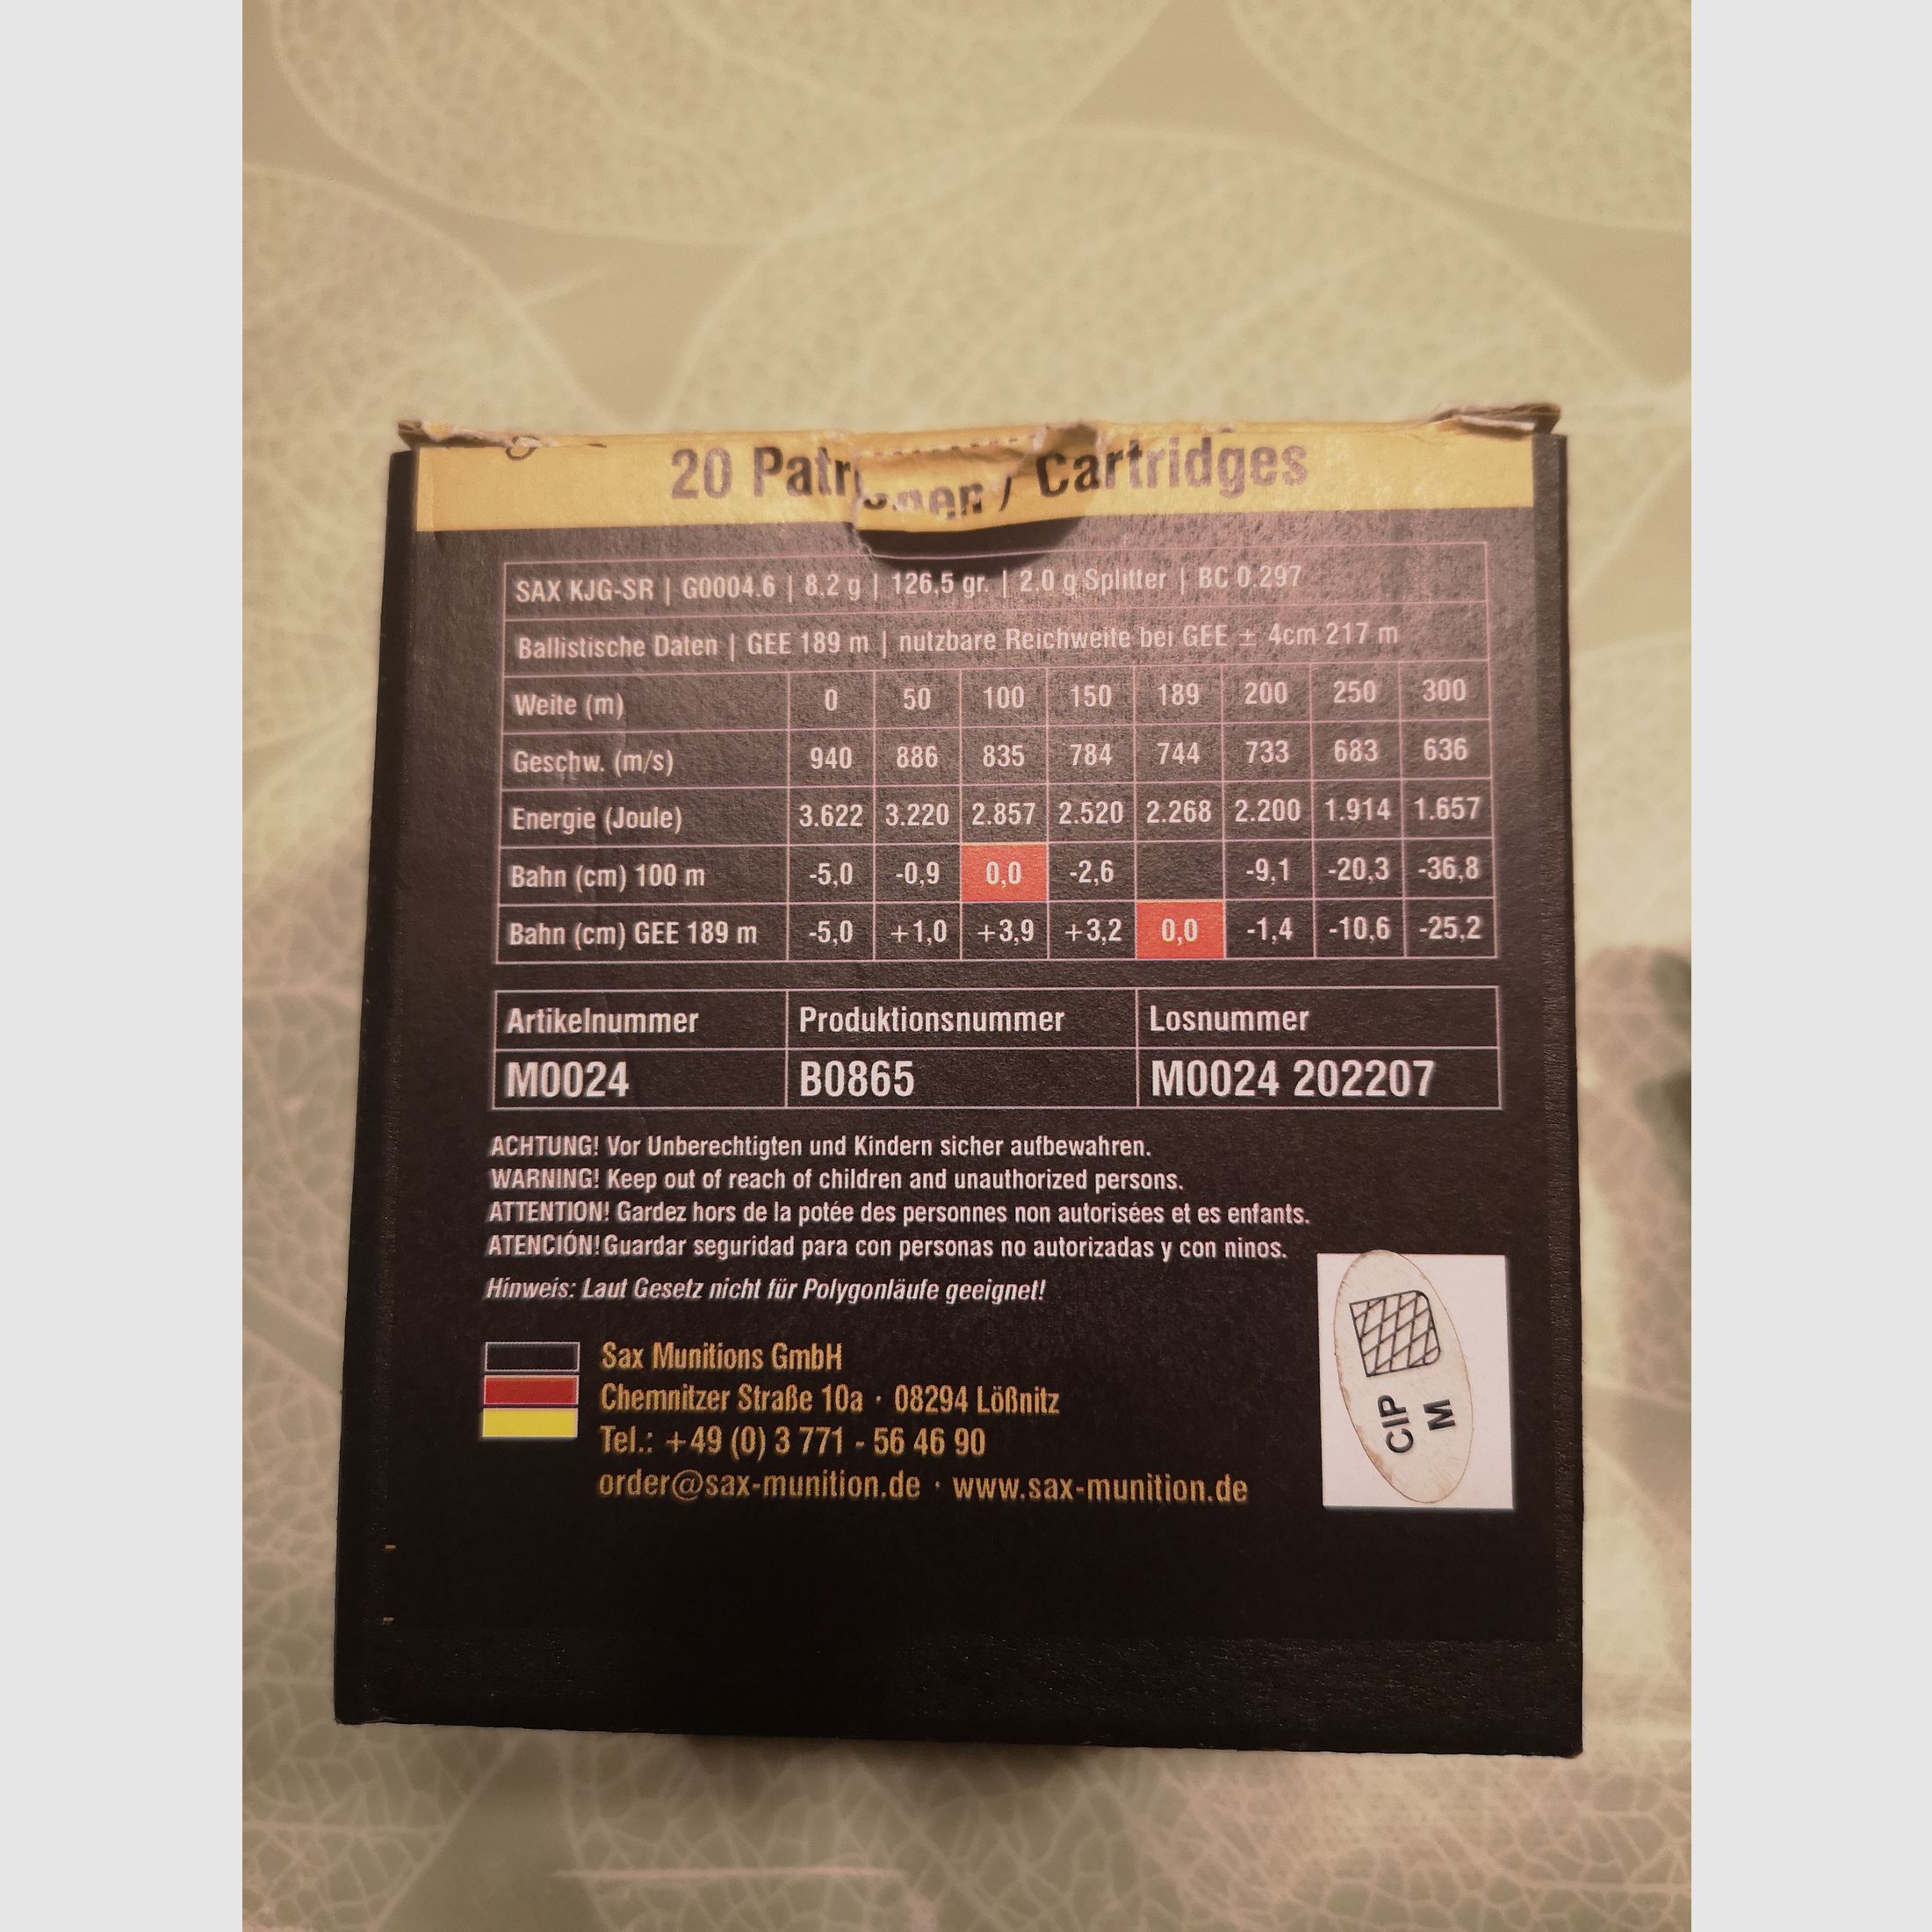 20 Patronen / Cartridges
SAX KJG-SR | G0004.6 | 8.2 g | 126,5 gr. | 2.0 g Splitter | BC 0.297
Ballistische Daten | GEE 189 m | nutzbare Reichweite bei GEE ± 4cm 217 m
Weite (m) 0 50 100 150 189 200 250 300
Geschw. (m/s) 940 886 835 784 744 733 683 636
Energie (Joule) 3.622 3.220 2.857 2.520 2.268 2.200 1.914 1.657
Bahn (cm) 100 m -5,0 -0,9 0,0 -2,6 -9,1 -20,3 -36,8
Bahn (cm) GEE 189 m -5,0 +1,0 +3,9 +3,2 0,0 -1,4 -10,6 -25,2
Artikelnummer Produktionsnummer Losnummer
M0024 B0865 M0024 202207
ACHTUNG! Vor Unberechtigten und Kindern sicher aufbewahren.
WARNING! Keep out of reach of children and unauthorized persons.
ATTENTION! Gardez hors de la potée des personnes non autorisées et es enfants.
ATENCIÓN! Guardar seguridad para con personas no autorizadas y con ninos.
Hinweis: Laut Gesetz nicht für Polygonläufe geeignet!
Sax Munitions GmbH
Chemnitzer Straße 10a · 08294 Lößnitz
Tel.: +49 (0) 3 771 - 56 46 90
order@sax-munition.de · www.sax-munition.de
CIP
M